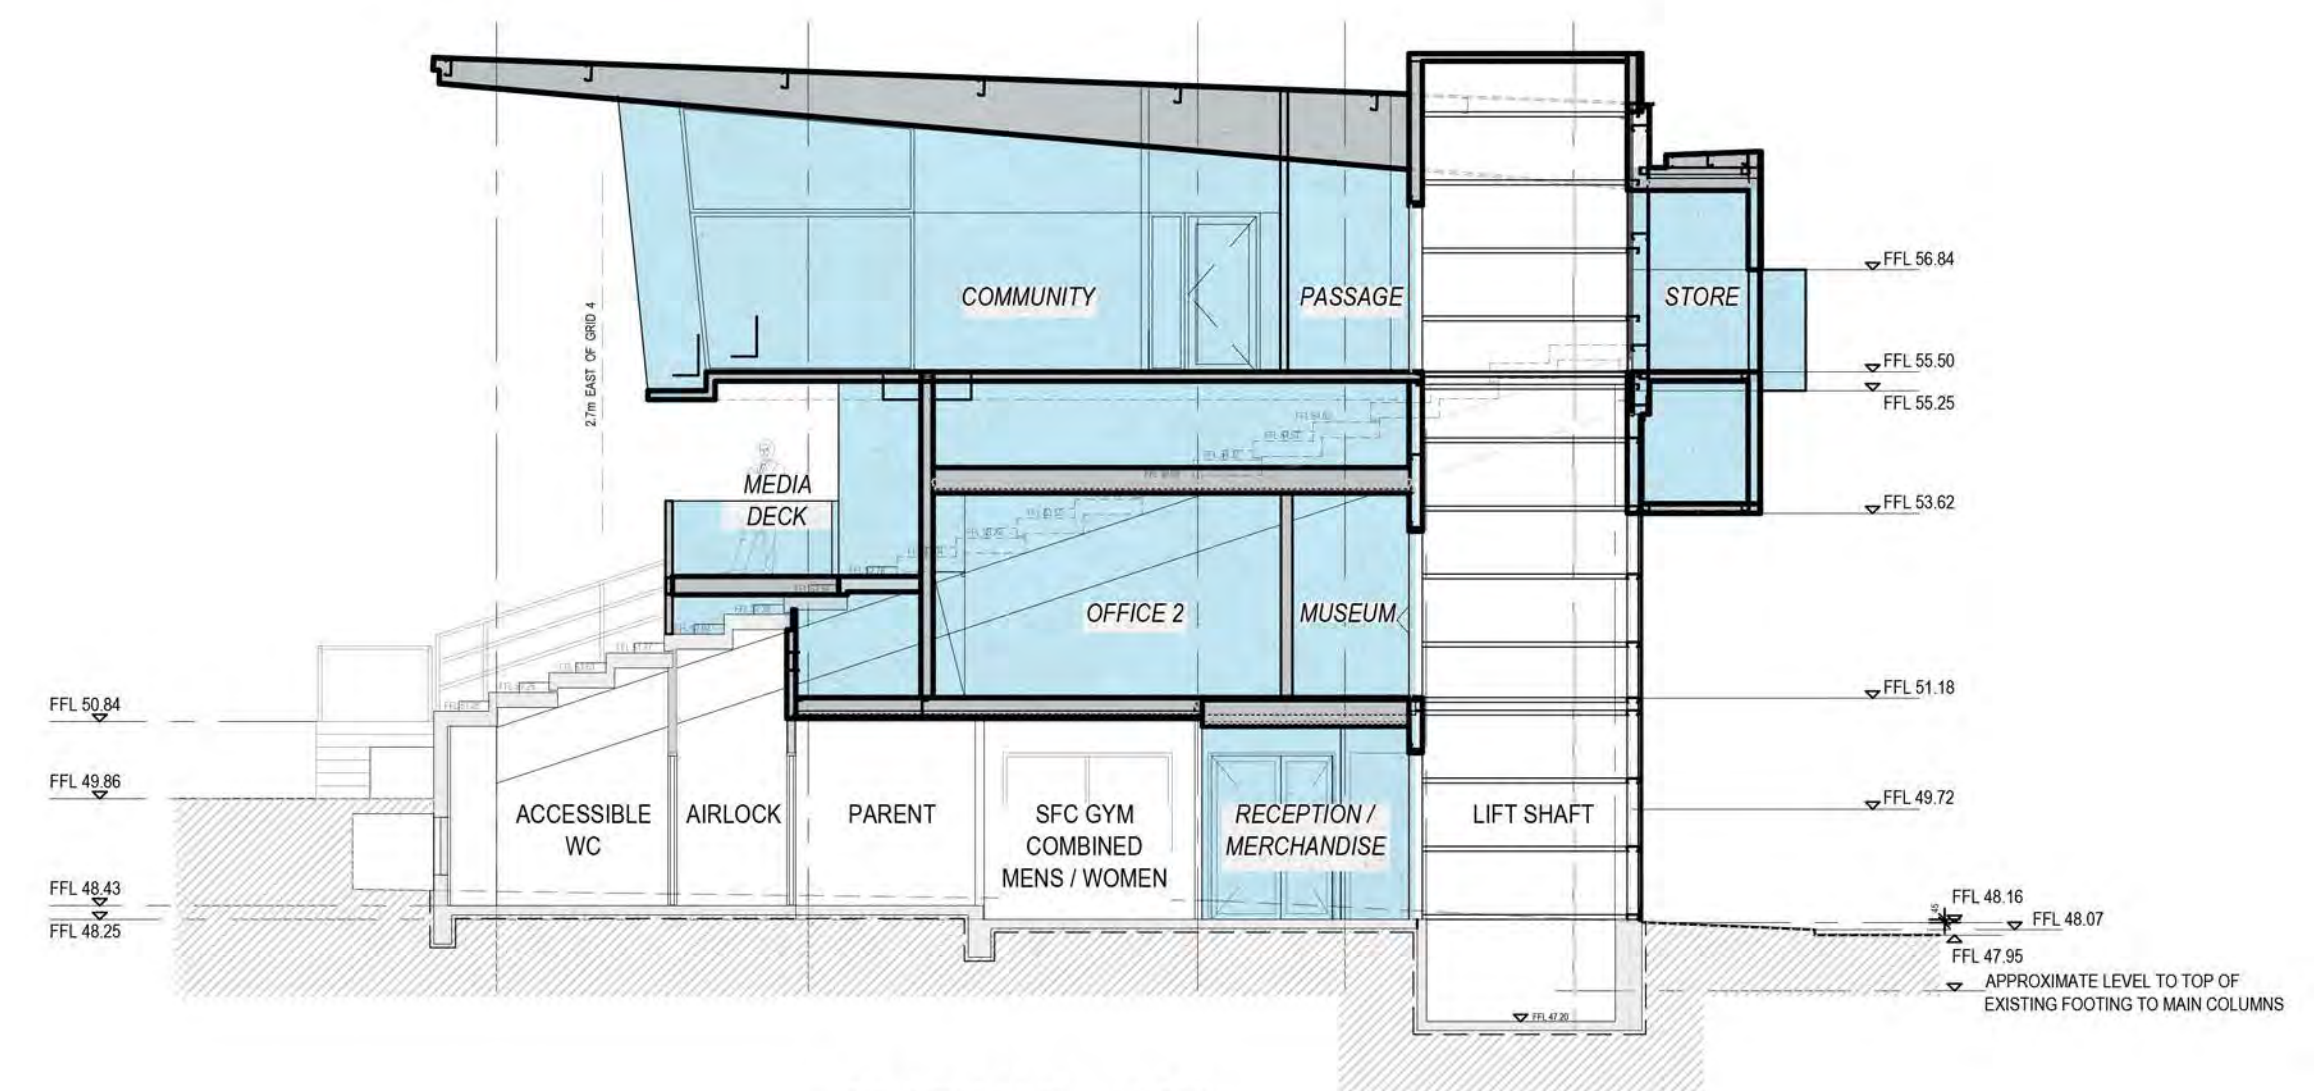 2.7m EAST OF GRID 4
COMMUNITY
PASSAGE
STORE
FFL 56.84
FFL 55.50
FFL 55.25
MEDIA
DECK
FFL 53.62
OFFICE 2
MUSEUM
FFL 51.18
FFL 50.84
FFL 49.86
FFL 49.72
ACCESSIBLE
WC
AIRLOCK
PARENT
SFC GYM
COMBINED
MENS / WOMEN
RECEPTION /
MERCHANDISE
LIFT SHAFT
FFL 48.43
FFL 48.25
FFL 48.16
FFL 48.07
FFL 47.95
APPROXIMATE LEVEL TO TOP OF
EXISTING FOOTING TO MAIN COLUMNS
FFL 47.20